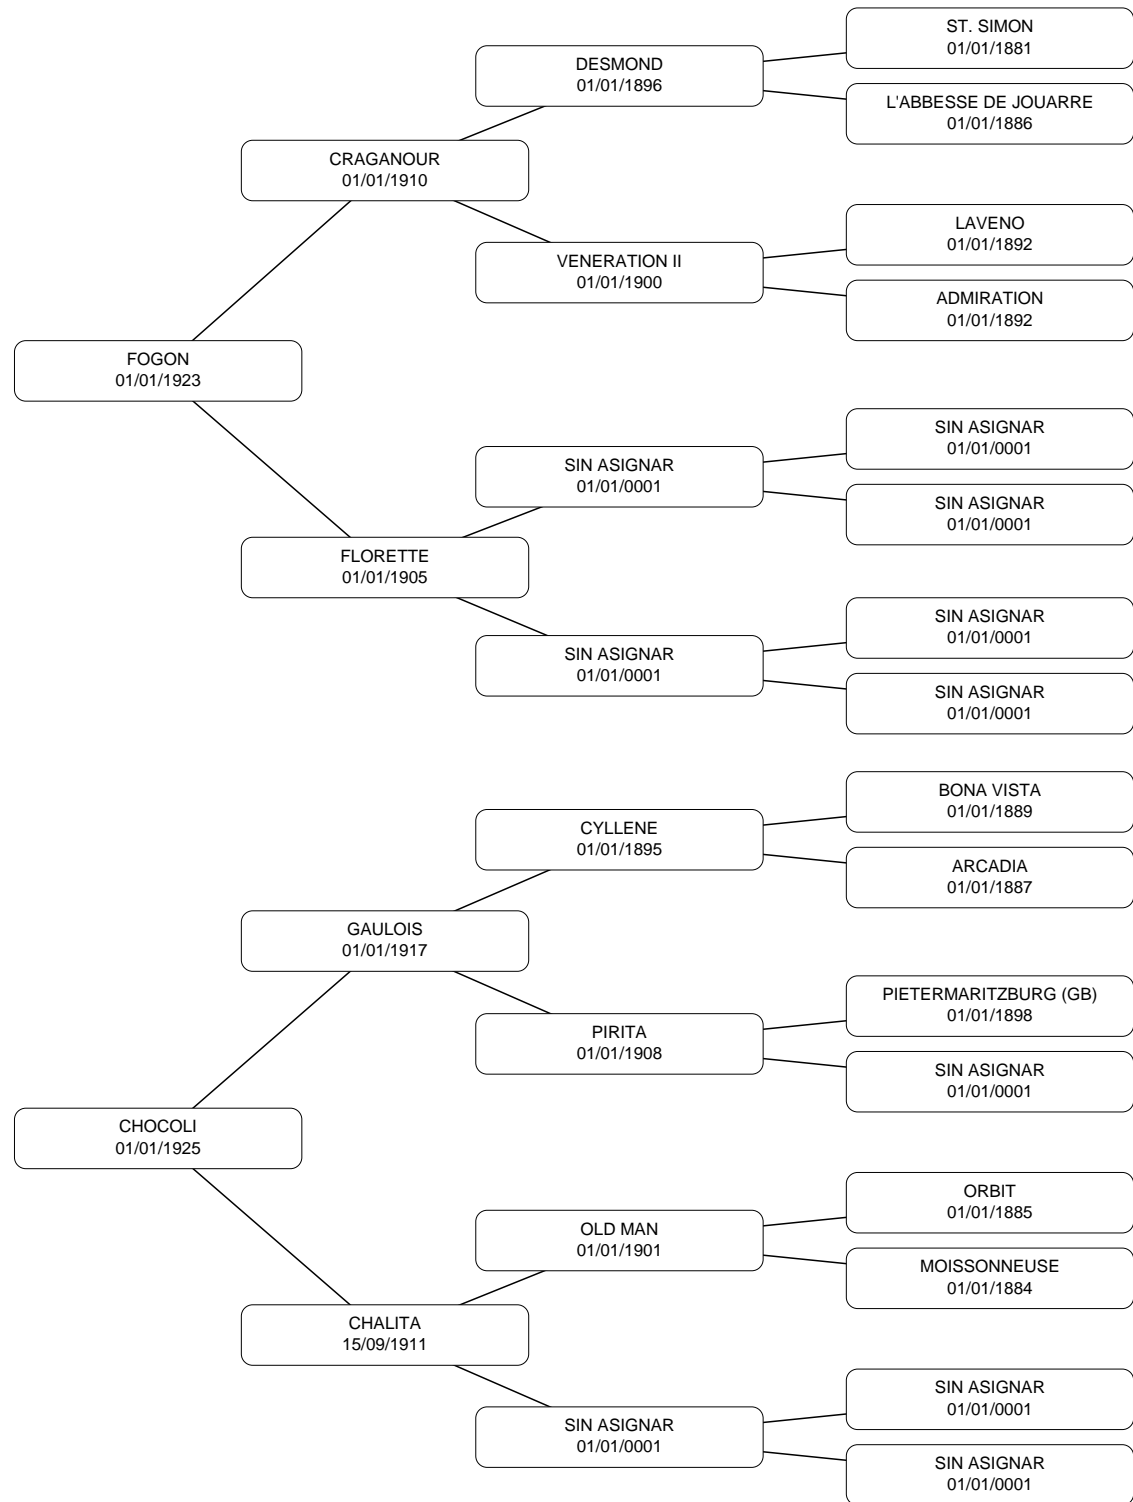 ST. SIMON
01/01/1881
DESMOND
01/01/1896
L'ABBESSE DE JOUARRE
01/01/1886
CRAGANOUR
01/01/1910
LAVENO
01/01/1892
VENERATION II
01/01/1900
ADMIRATION
01/01/1892
FOGON
01/01/1923
SIN ASIGNAR
01/01/0001
SIN ASIGNAR
01/01/0001
SIN ASIGNAR
01/01/0001
FLORETTE
01/01/1905
SIN ASIGNAR
01/01/0001
SIN ASIGNAR
01/01/0001
SIN ASIGNAR
01/01/0001
BONA VISTA
01/01/1889
CYLLENE
01/01/1895
ARCADIA
01/01/1887
GAULOIS
01/01/1917
PIETERMARITZBURG (GB)
01/01/1898
PIRITA
01/01/1908
SIN ASIGNAR
01/01/0001
CHOCOLI
01/01/1925
ORBIT
01/01/1885
OLD MAN
01/01/1901
MOISSONNEUSE
01/01/1884
CHALITA
15/09/1911
SIN ASIGNAR
01/01/0001
SIN ASIGNAR
01/01/0001
SIN ASIGNAR
01/01/0001